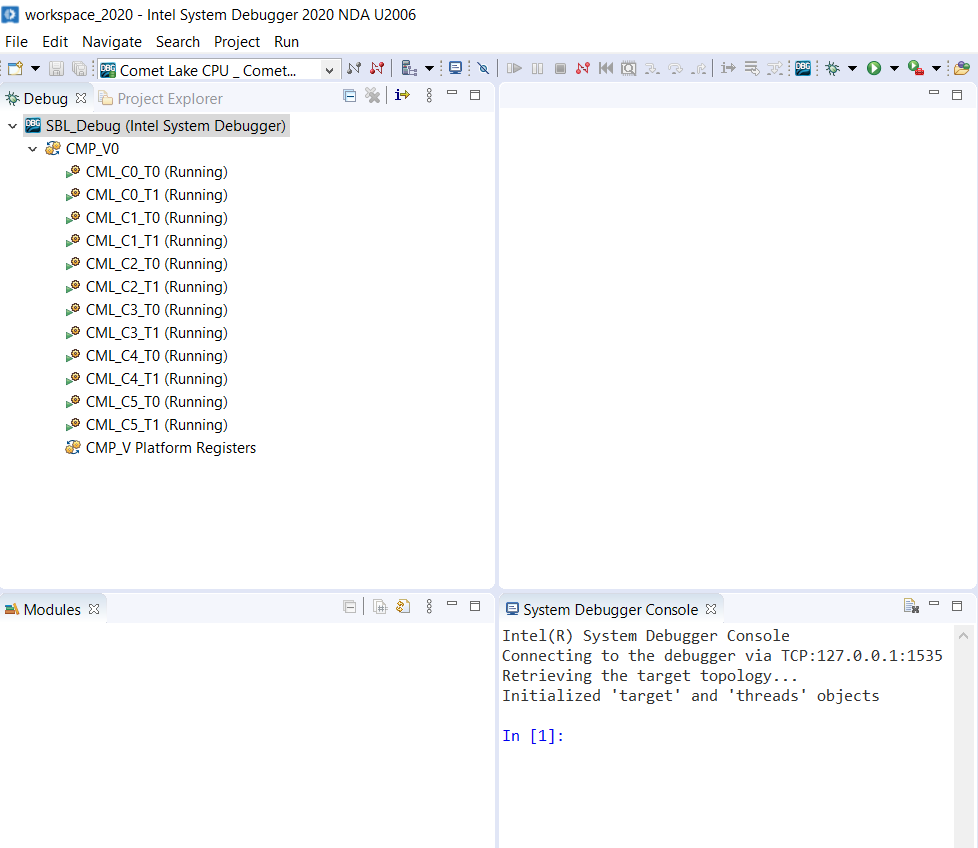 workspace_2020 - Intel System Debugger 2020 NDA U2006
File Edit Navigate Search Project Run
DBG Comet Lake CPU _ Comet... DBG
Debug Project Explorer
DBG SBL_Debug (Intel System Debugger)
CMP_V0
CML_C0_T0 (Running)
CML_C0_T1 (Running)
CML_C1_T0 (Running)
CML_C1_T1 (Running)
CML_C2_T0 (Running)
CML_C2_T1 (Running)
CML_C3_T0 (Running)
CML_C3_T1 (Running)
CML_C4_T0 (Running)
CML_C4_T1 (Running)
CML_C5_T0 (Running)
CML_C5_T1 (Running)
CMP_V Platform Registers
Modules
System Debugger Console
Intel(R) System Debugger Console
Connecting to the debugger via TCP:127.0.0.1:1535
Retrieving the target topology...
Initialized 'target' and 'threads' objects
In [1]: